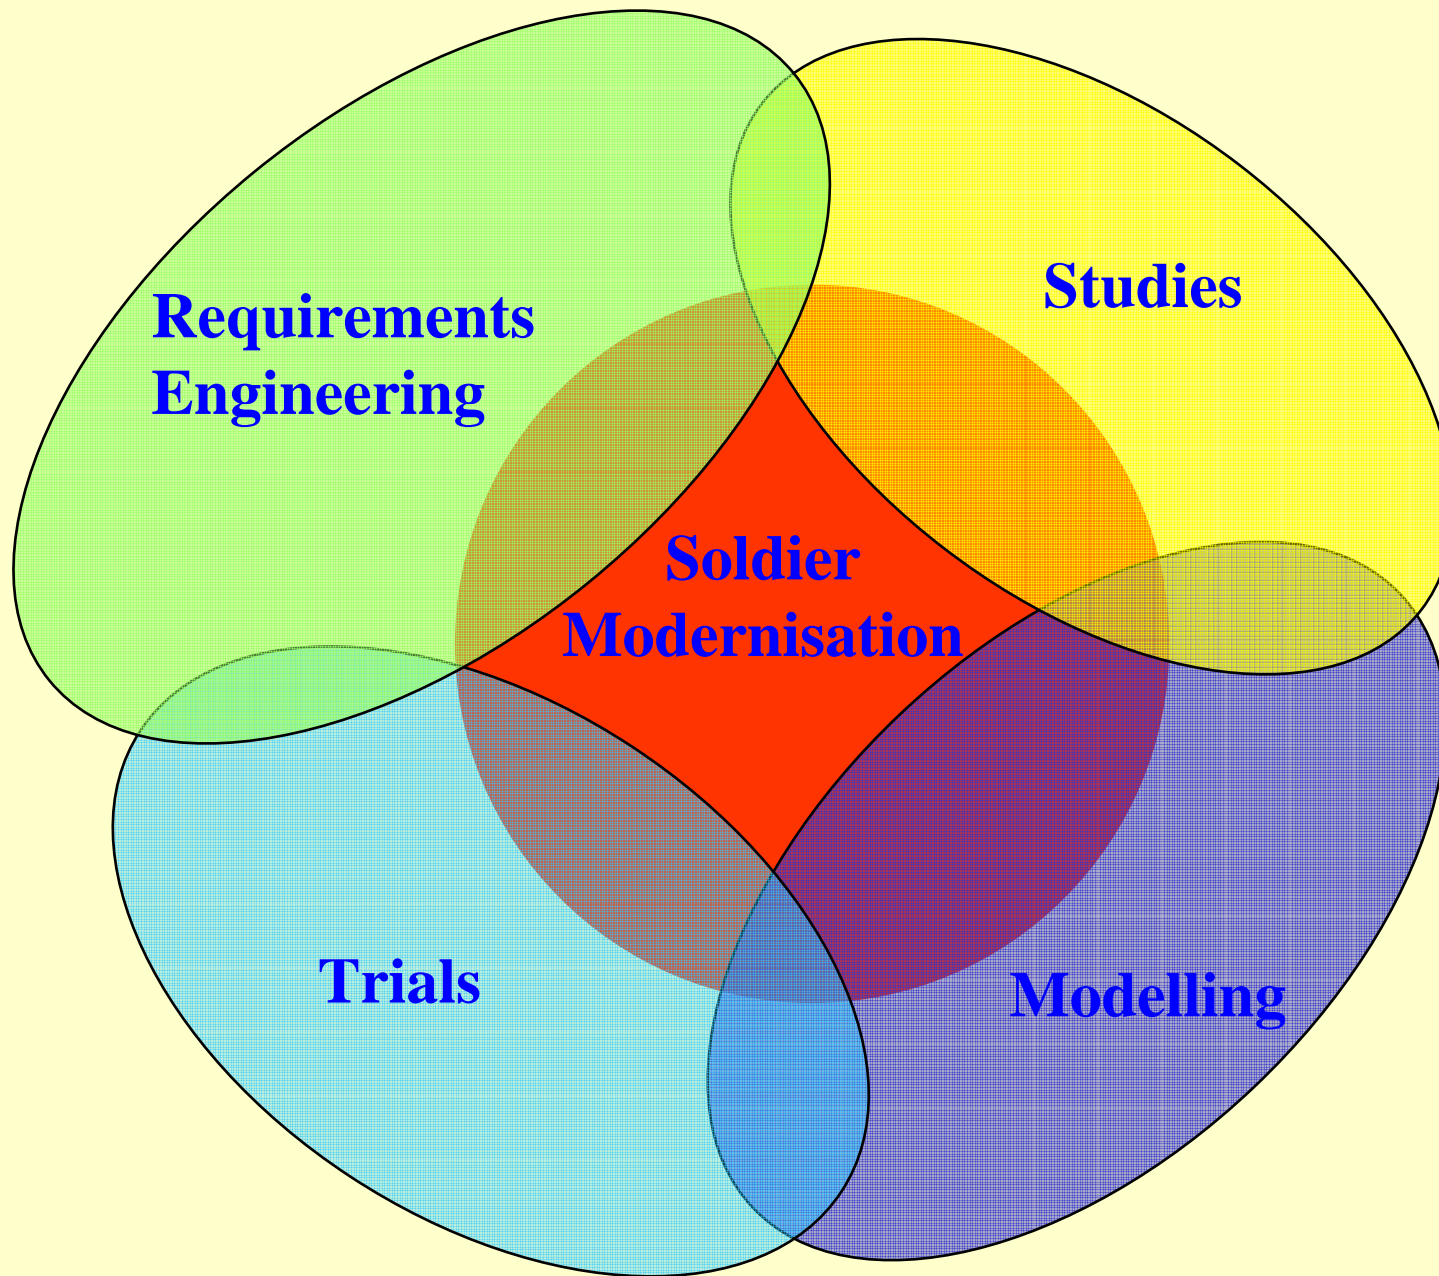 Requirements
Engineering
Studies
Soldier
Modernisation
Trials
Modelling